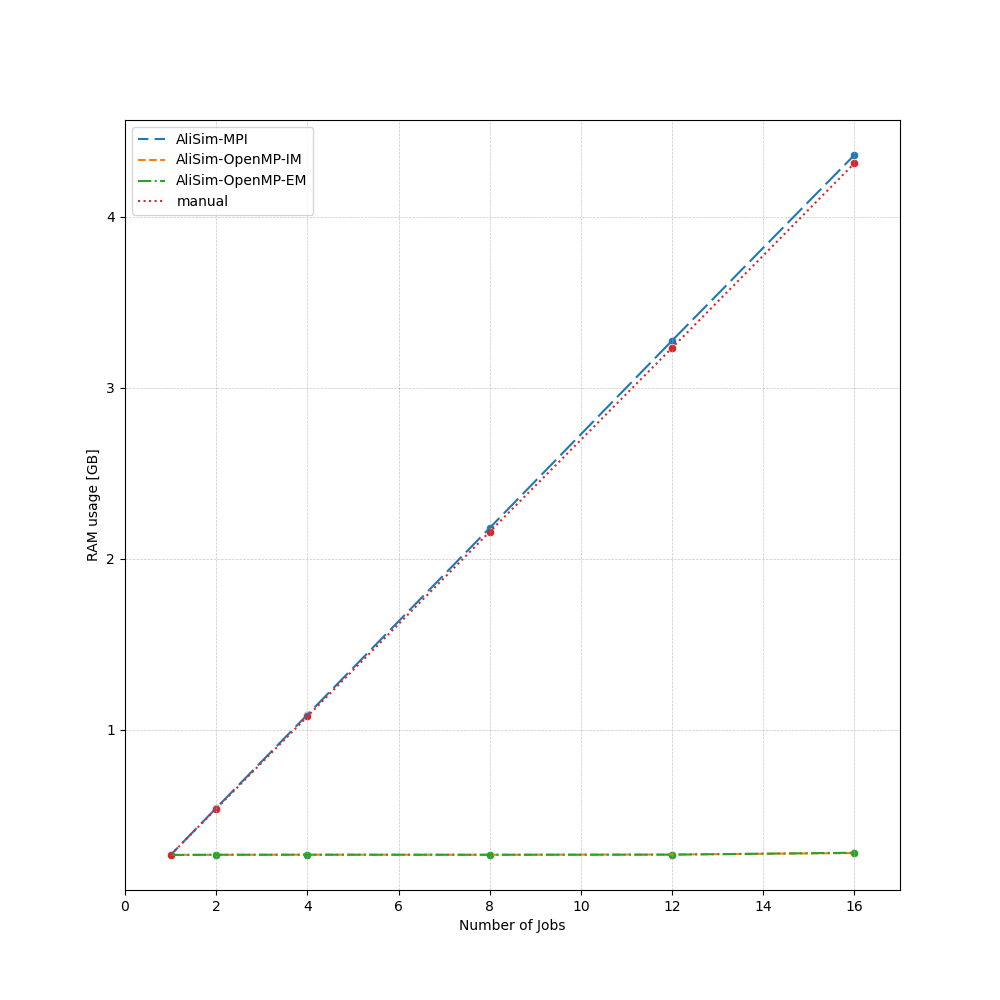 AliSim-MPI
AliSim-OpenMP-IM
AliSim-OpenMP-EM
manual
4
3
2
1
RAM usage [GB]
0 2 4 6 8 10 12 14 16
Number of Jobs